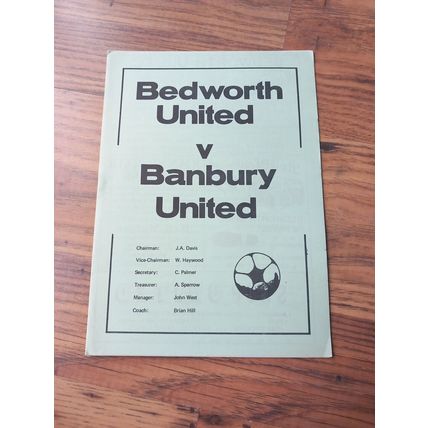 Bedworth
United
v
Banbury
United
Chairman: J.A. Davis
Vice-Chairman: W. Haywood
Secretary: C. Palmer
Treasurer: A. Sparrow
Manager: John West
Coach: Brian Hill